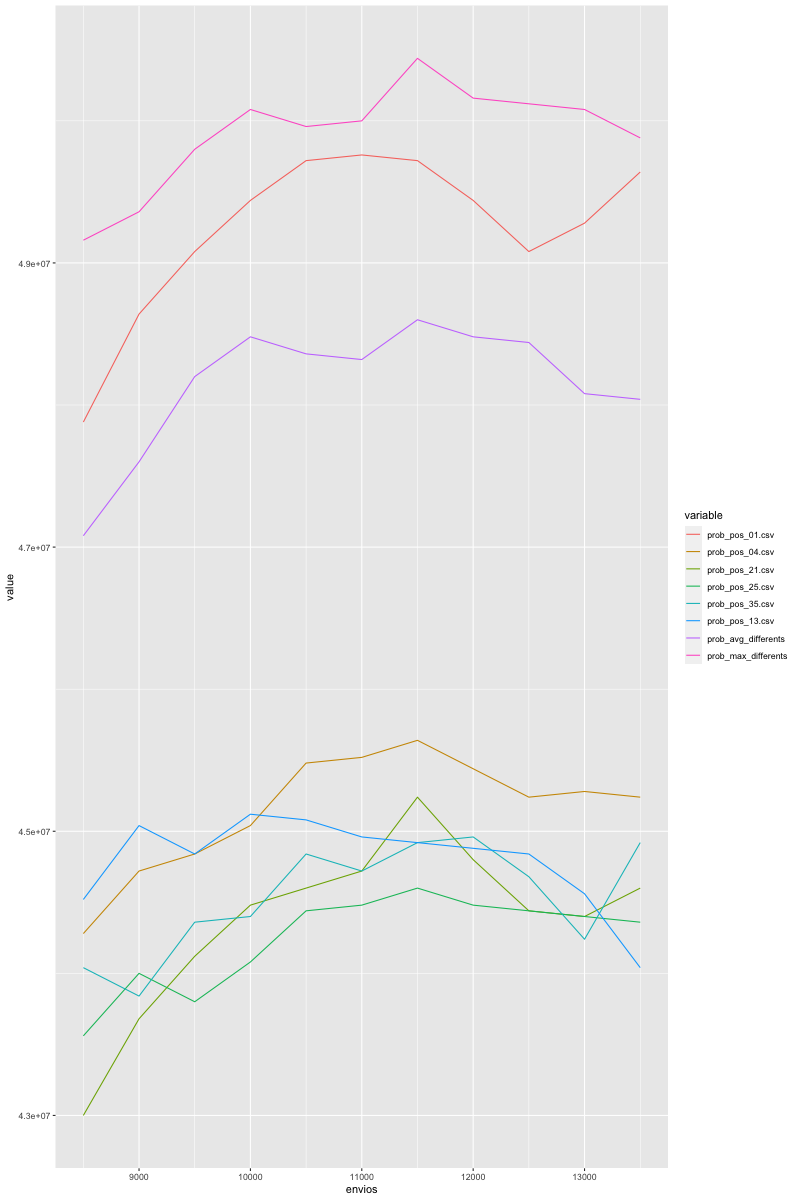 value
4.9e+07
4.7e+07
4.5e+07
4.3e+07
9000
10000
11000
12000
13000
envios
variable
prob_pos_01.csv
prob_pos_04.csv
prob_pos_21.csv
prob_pos_25.csv
prob_pos_35.csv
prob_pos_13.csv
prob_avg_differents
prob_max_differents